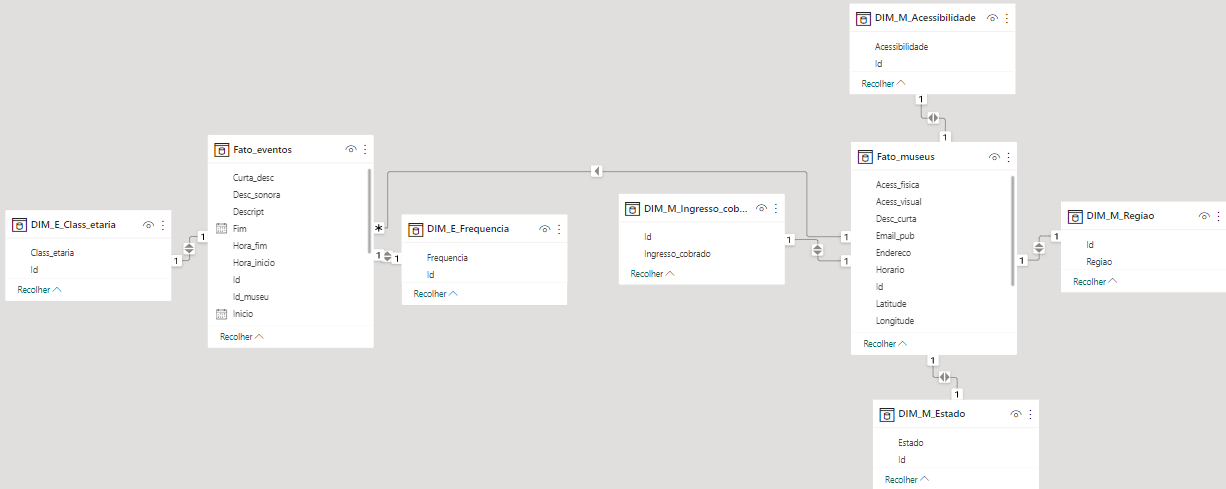 DIM_M_Acessibilidade
Acessibilidade
Id
Recolher
1
1
Fato_eventos
Curta_desc
Desc_sonora
Descript
Fim
Hora_fim
Hora_inicio
Id
Id_museu
Inicio
Recolher
Fato_museus
Acess_fisica
Acess_visual
Desc_curta
Email_pub
Endereco
Horario
Id
Latitude
Longitude
Recolher
DIM_M_Ingresso_cob...
Id
Ingresso_cobrado
Recolher
DIM_M_Regiao
Id
Regiao
Recolher
DIM_E_Class_etaria
Class_etaria
Id
Recolher
DIM_E_Frequencia
Frequencia
Id
Recolher
1
1
*
1
1
1
1
1
1
1
1
1
DIM_M_Estado
Estado
Id
Recolher